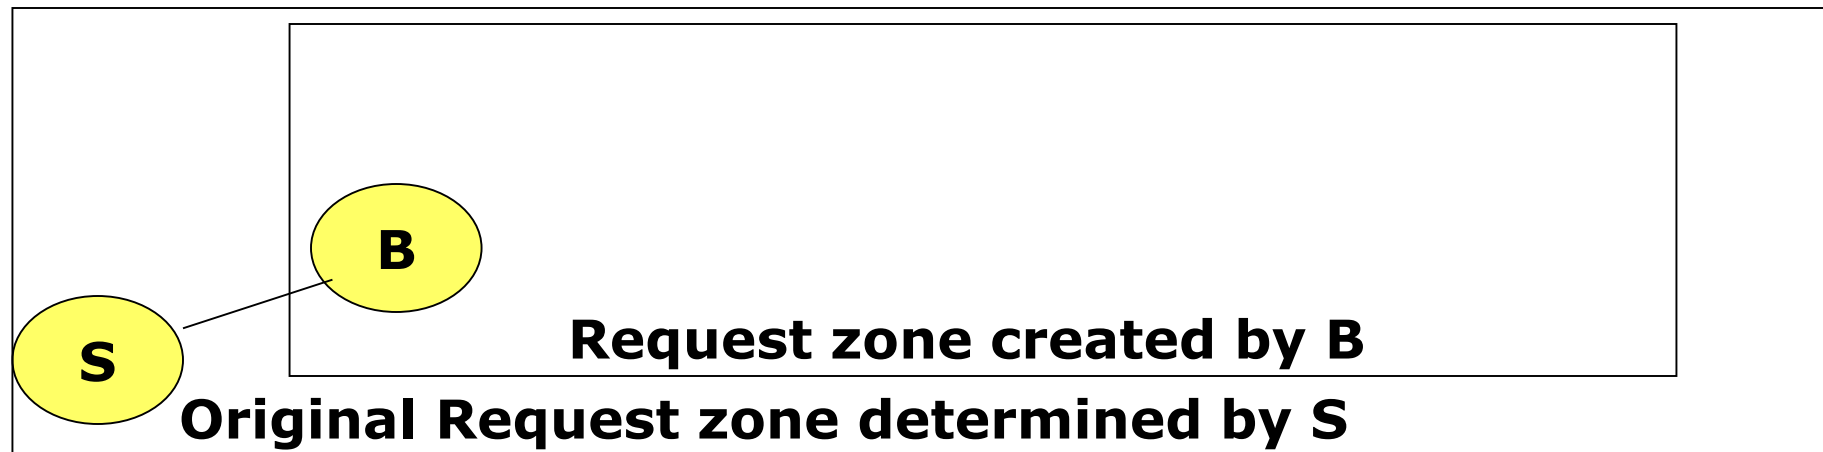 B
S
Request zone created by B
Original Request zone determined by S